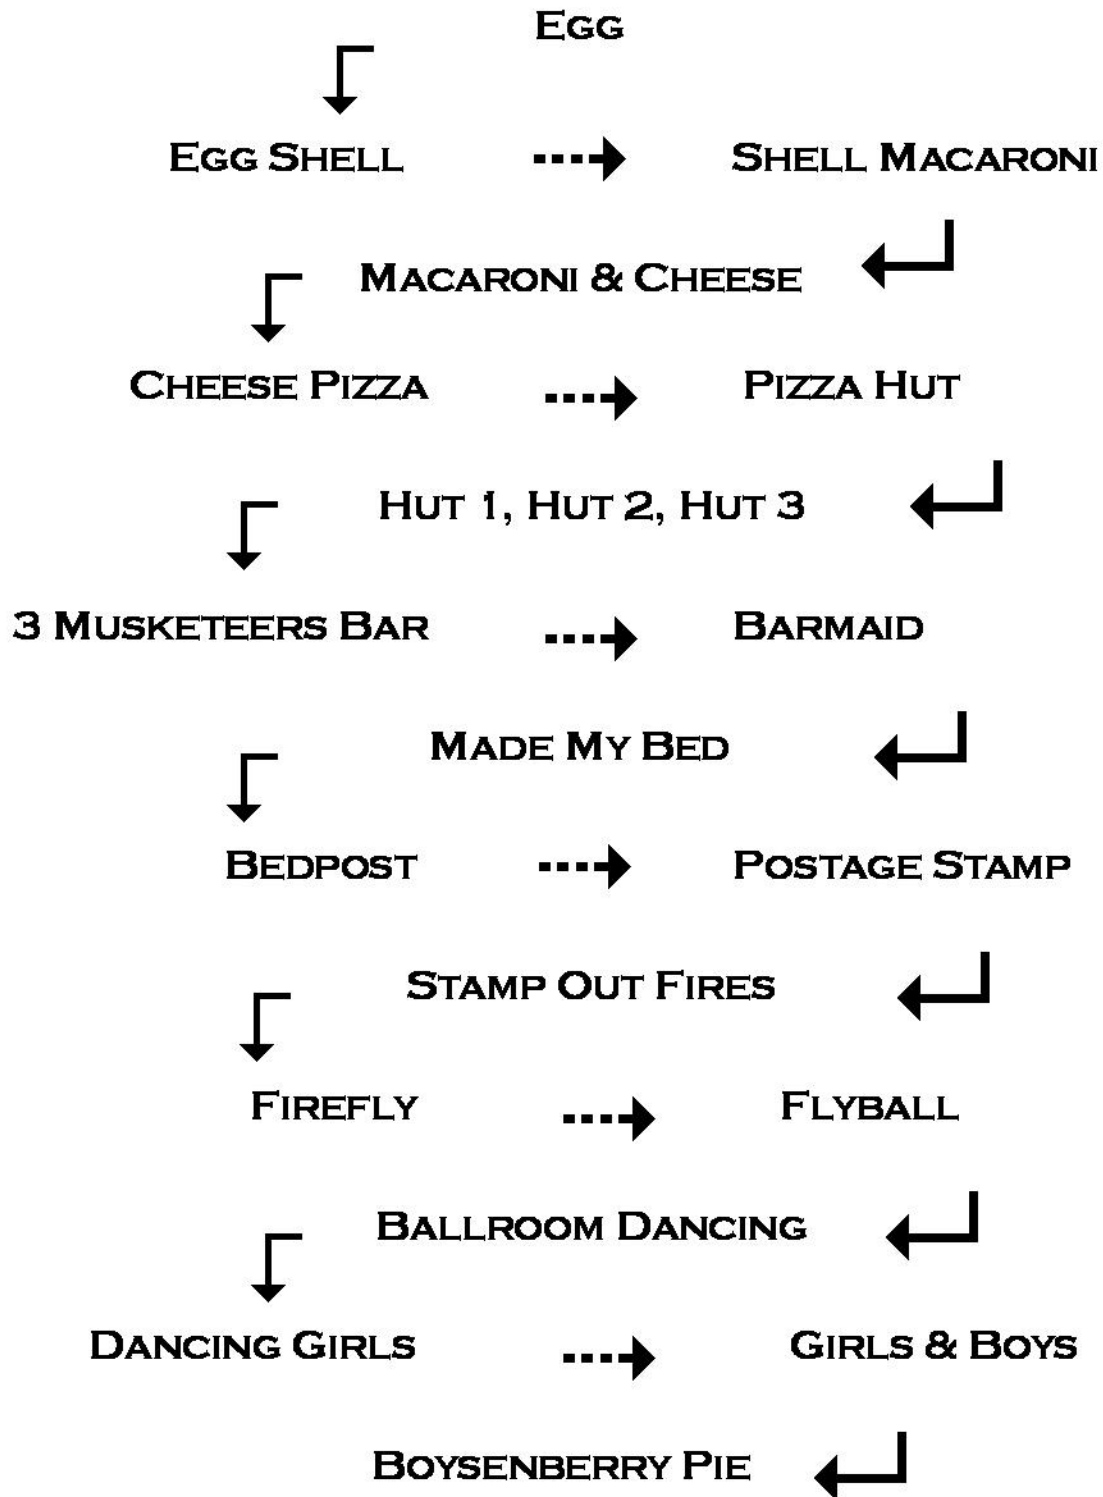 EGG
EGG SHELL SHELL MACARONI
MACARONI & CHEESE
CHEESE PIZZA PIZZA HUT
HUT 1, HUT 2, HUT 3
3 MUSKETEERS BAR BARMAID
MADE MY BED
BEDPOST POSTAGE STAMP
STAMP OUT FIRES
FIREFLY FLYBALL
BALLROOM DANCING
DANCING GIRLS GIRLS & BOYS
BOYSENBERRY PIE